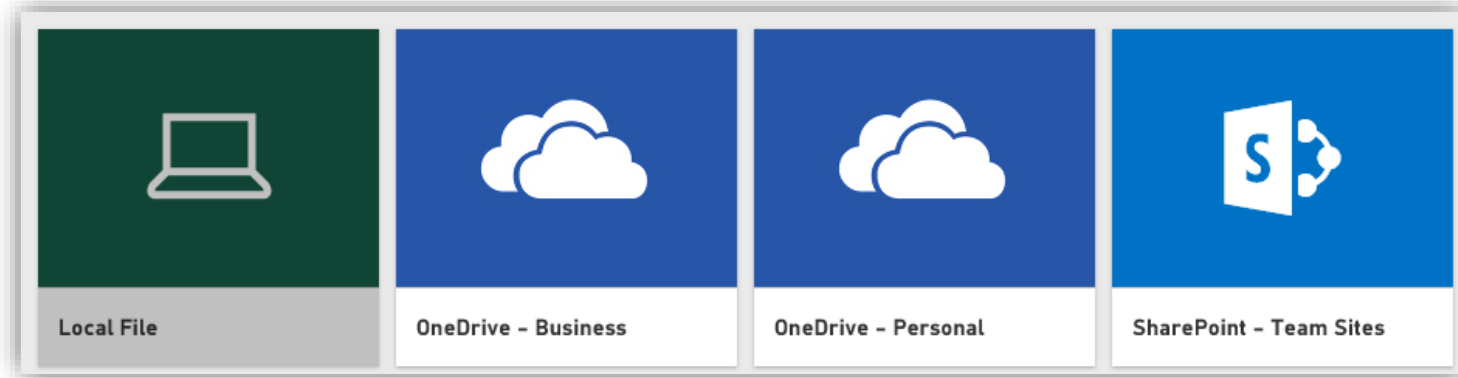 S
Local File
OneDrive - Business
OneDrive - Personal
SharePoint - Team Sites